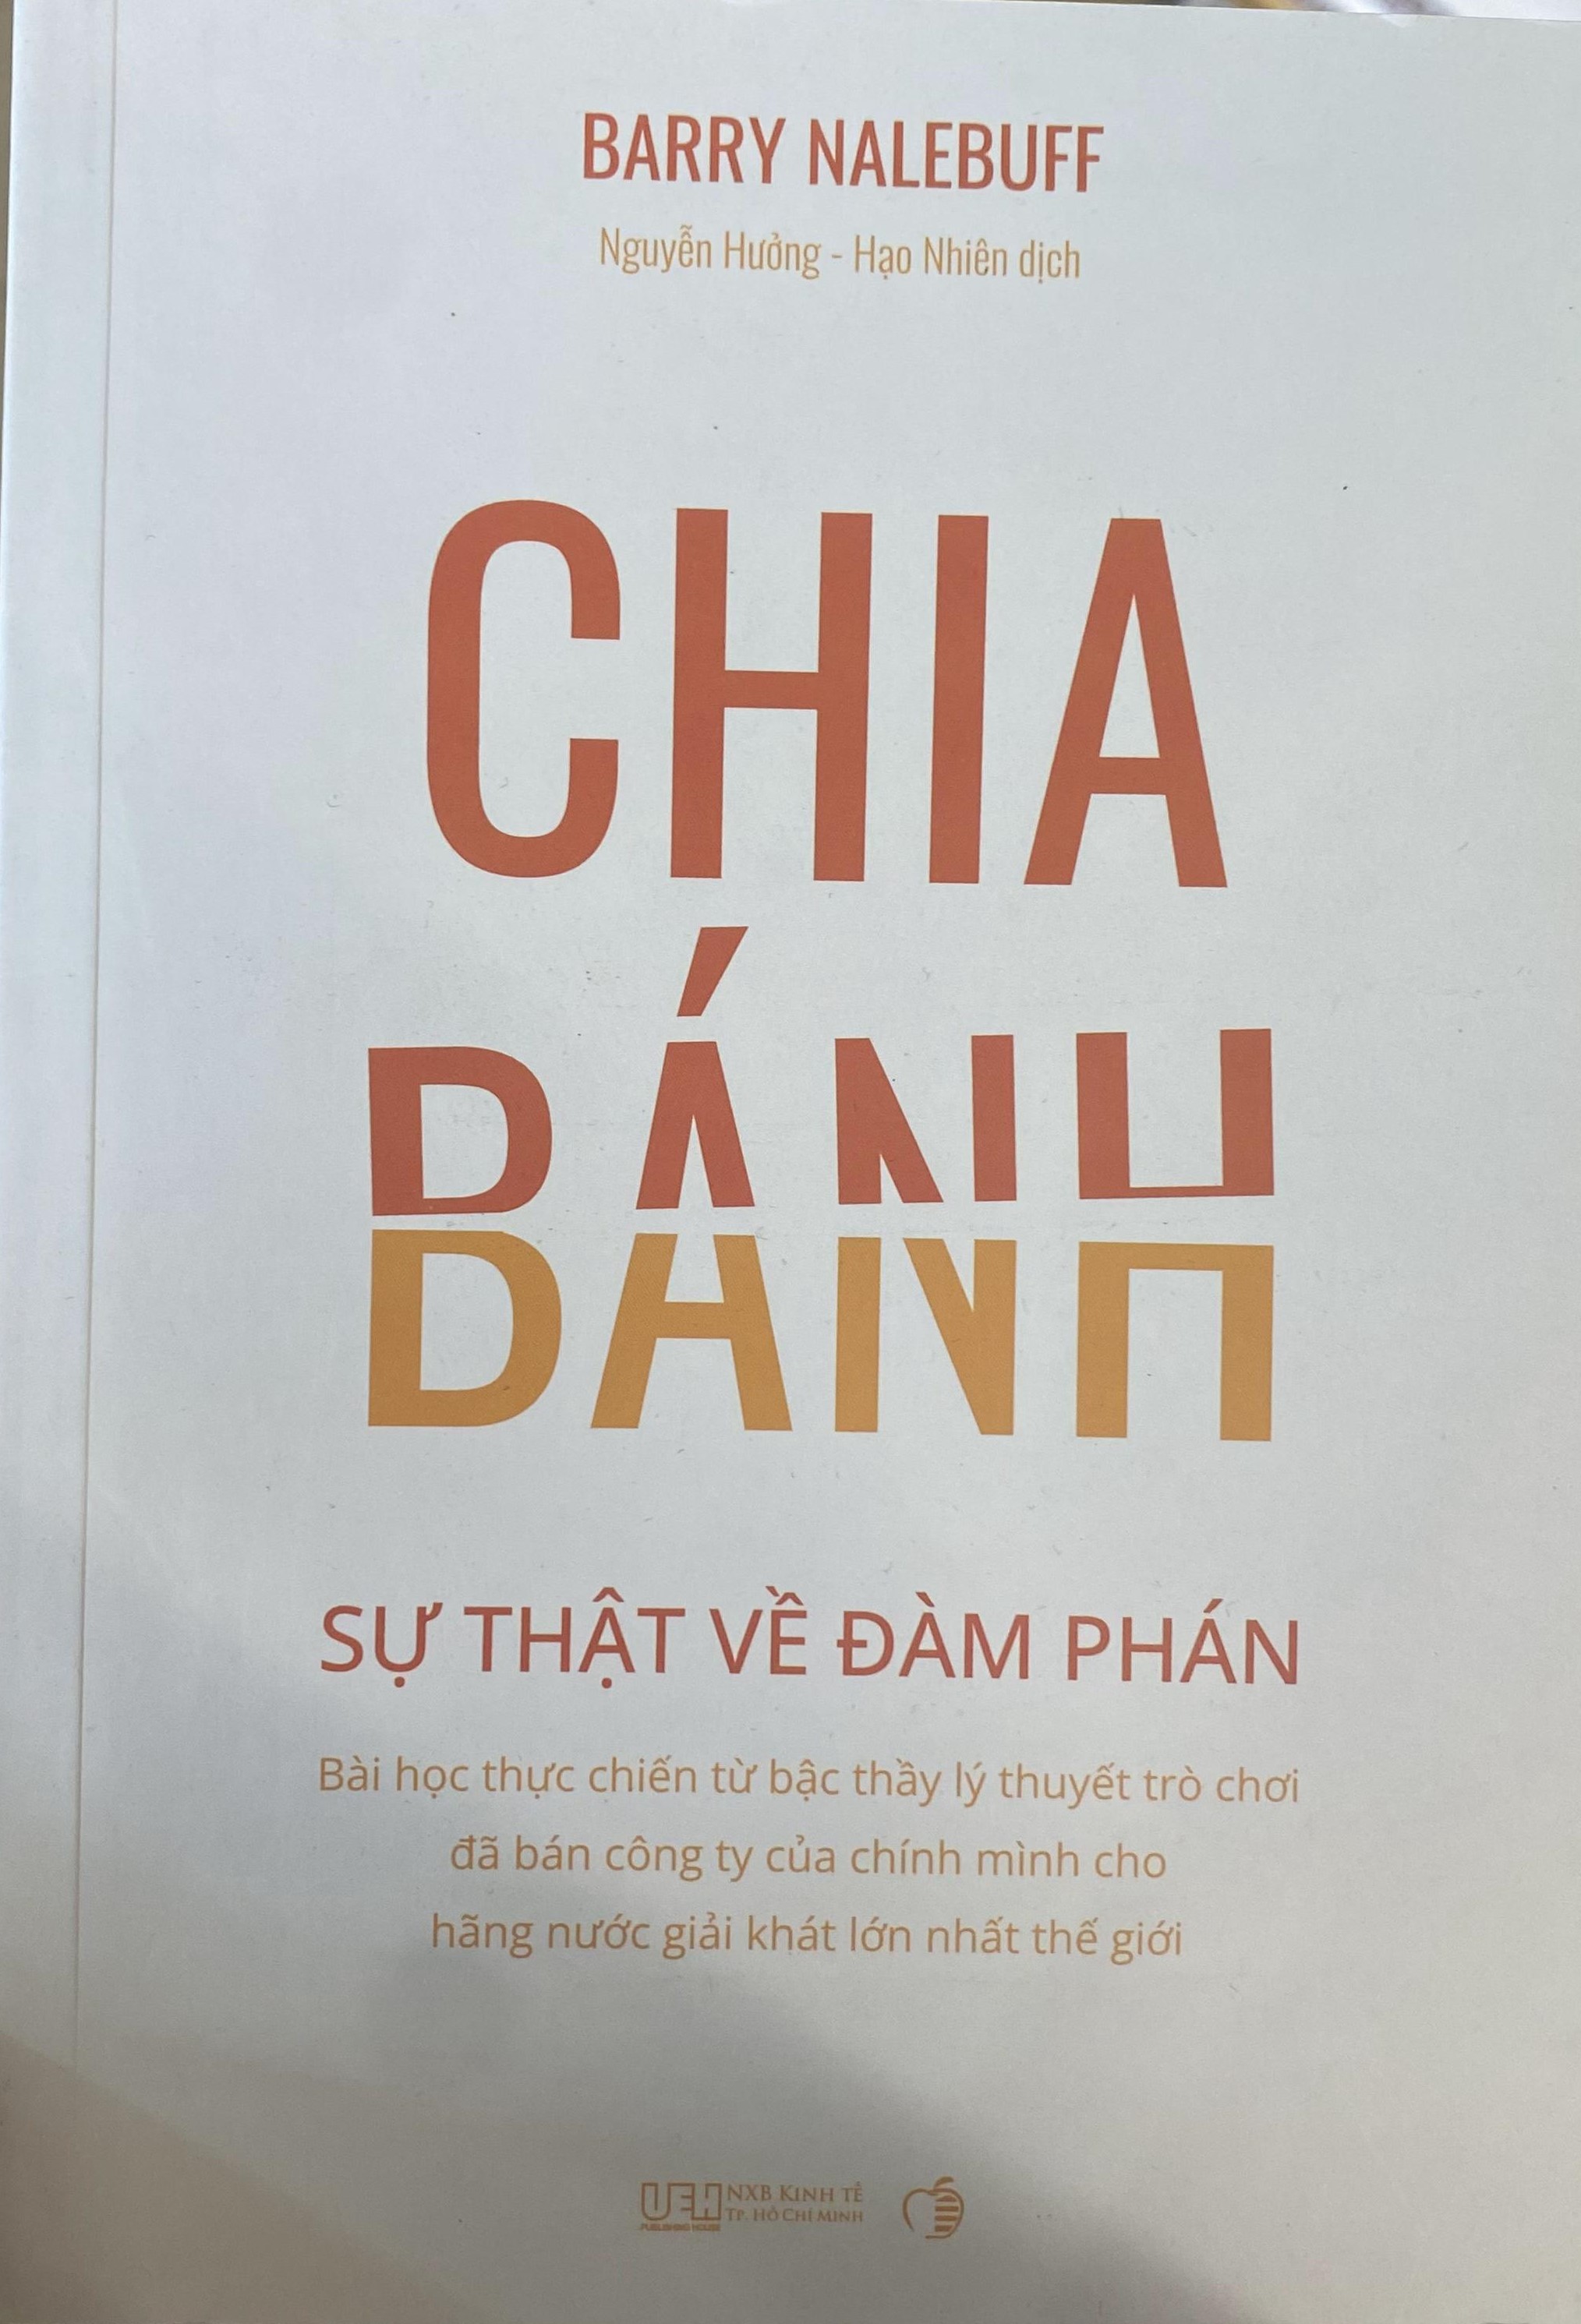 BARRY NALEBUFF
Nguyễn Hưởng - Hạo Nhiên dịch
CHIA
BÁNH
SỰ THẬT VỀ ĐÀM PHÁN
Bài học thực chiến từ bậc thầy lý thuyết trò chơi
đã bán công ty của chính mình cho
hãng nước giải khát lớn nhất thế giới
UEH NXB KINH TẾ
PUBLISHING HOUSE TP. HỒ CHÍ MINH